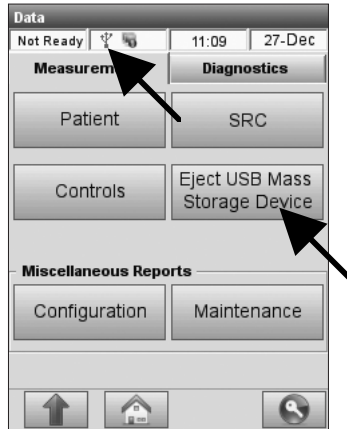 Data
Not Ready 11:09 27-Dec
Diagnostics
Patient SRC
Controls Eject USB Mass
Storage Device
Miscellaneous Reports
Configuration Maintenance